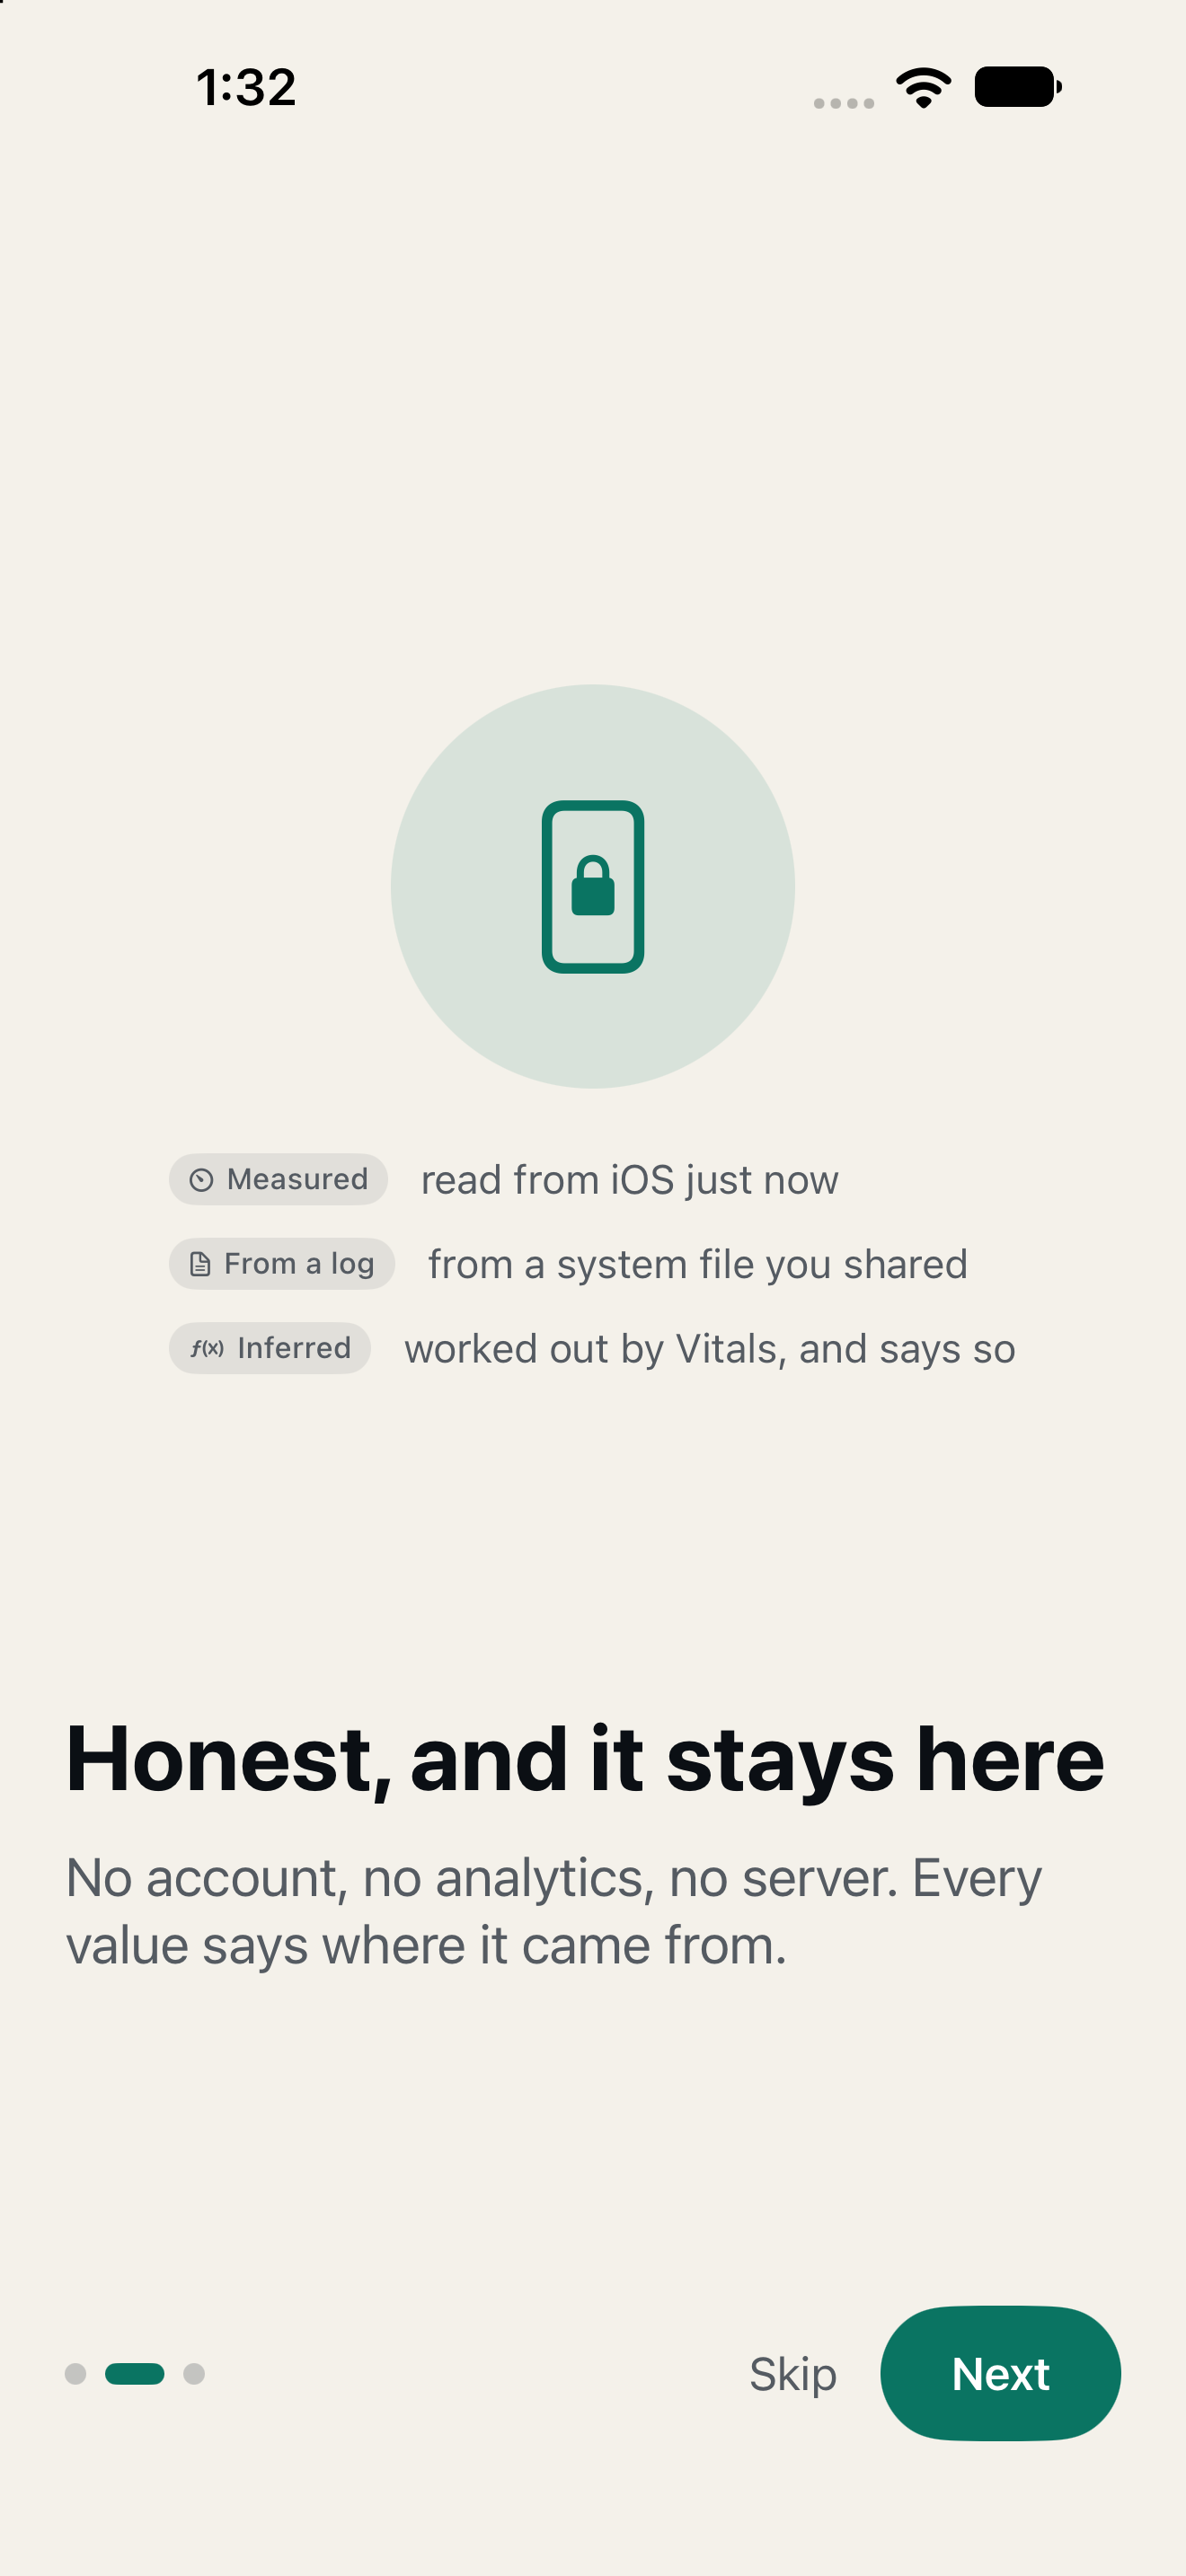 1:32
Measured read from iOS just now
From a log from a system file you shared
f(x) Inferred worked out by Vitals, and says so
Honest, and it stays here
No account, no analytics, no server. Every
value says where it came from.
Skip Next